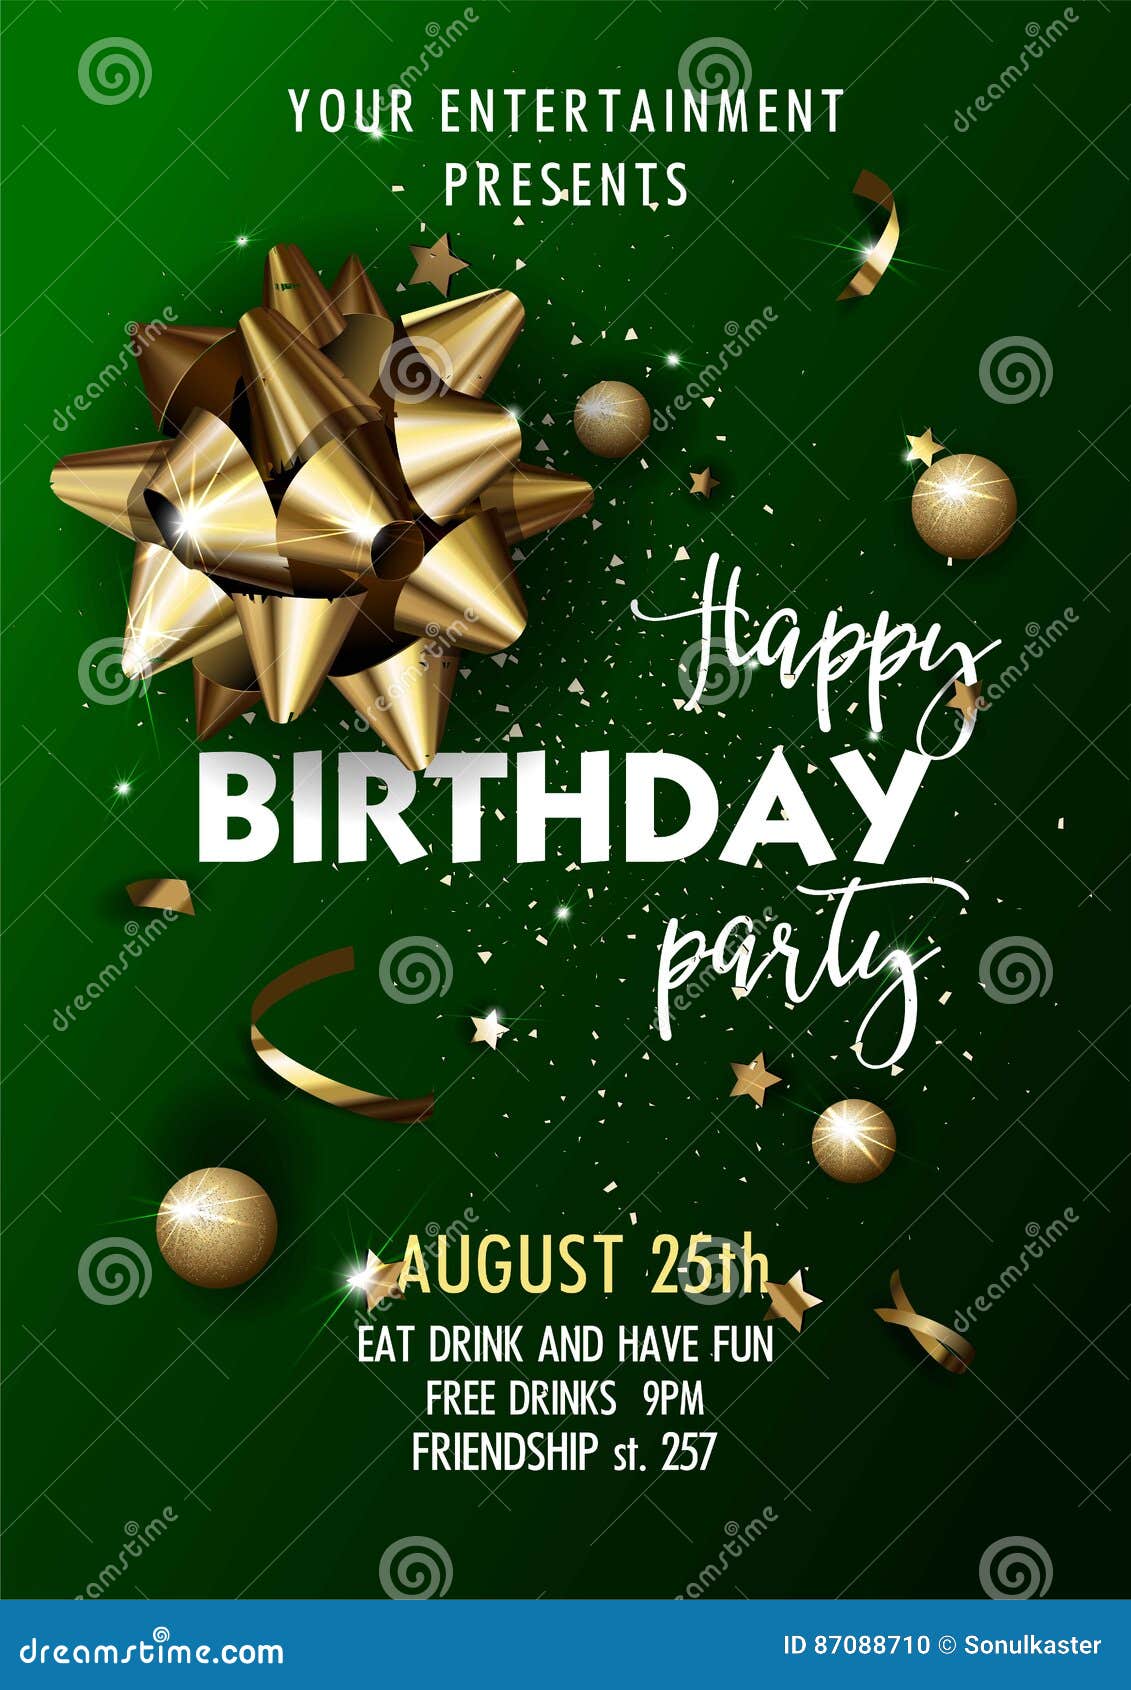 YOUR ENTERTAINMENT
PRESENTS
Happy
BIRTHDAY
party
AUGUST 25th
EAT DRINK AND HAVE FUN
FREE DRINKS 9PM
FRIENDSHIP st. 257
dreamstime.com
ID 87088710 © Sonulkaster